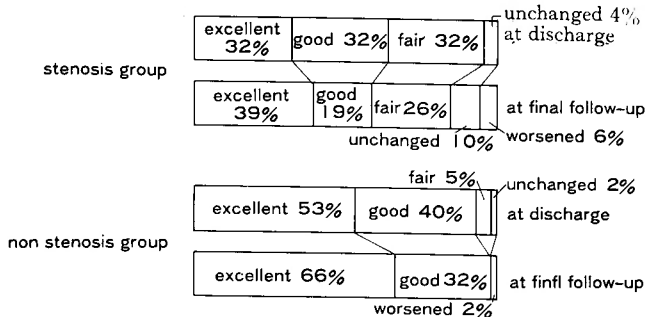 unchanged 4%
excellent
32%
good 32%
fair 32%
at discharge
stenosis group
excellent
39%
good
19%
fair 26%
at final follow-up
unchanged 10%
worsened 6%
fair 5%
unchanged 2%
excellent 53%
good 40%
at discharge
non stenosis group
excellent 66%
good 32%
at finfl follow-up
worsened 2%